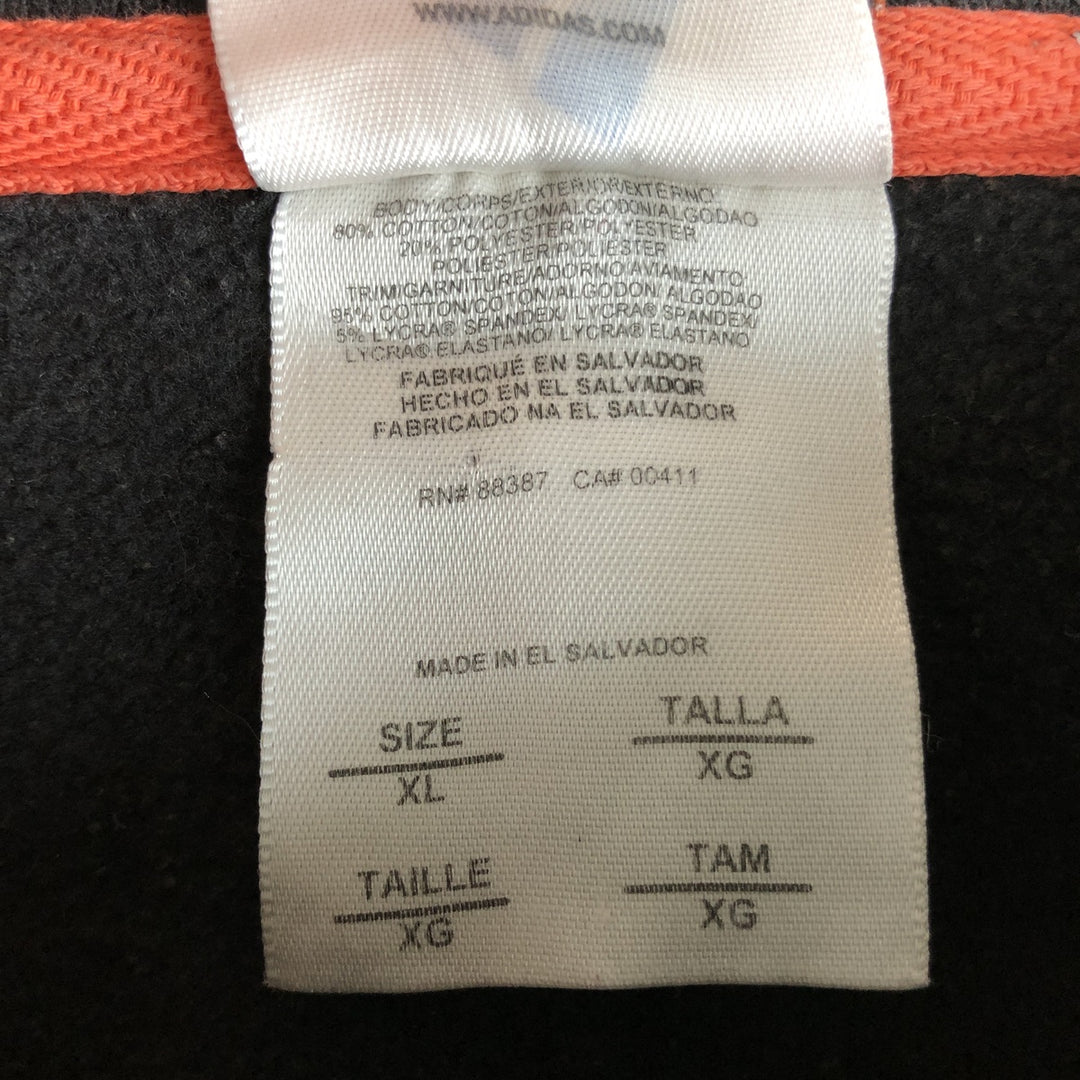 WWW.ADIDAS.COM
BODY/CORPS/EXTERIOR/EXTERNO
80% COTTON/COTON/ALGODON/ALGODAO
20% POLYESTER/POLYESTER
POLIESTER/POLIESTER
TRIM/GARNITURE/ADORNO AVIAMENTO
95% COTTON/COTON/ALGODON/ ALGODAO
5% LYCRA® SPANDEX/ LYCRA® SPANDEX/
LYCRA® ELASTANO/ LYCRA® ELASTANO
FABRIQUÉ EN SALVADOR
HECHO EN EL SALVADOR
FABRICADO NA EL SALVADOR
RN# 88387 CA# 00411
MADE IN EL SALVADOR
SIZE
XL
TALLA
XG
TAILLE
XG
TAM
XG